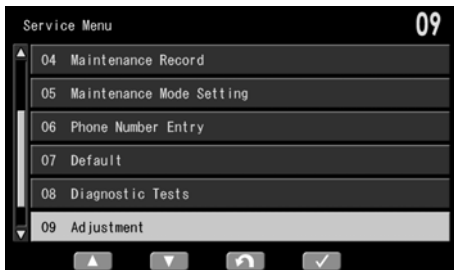 Service Menu 09
04 Maintenance Record
05 Maintenance Mode Setting
06 Phone Number Entry
07 Default
08 Diagnostic Tests
09 Adjustment